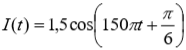 I(t) = 1,5cos(150πt + π/6)